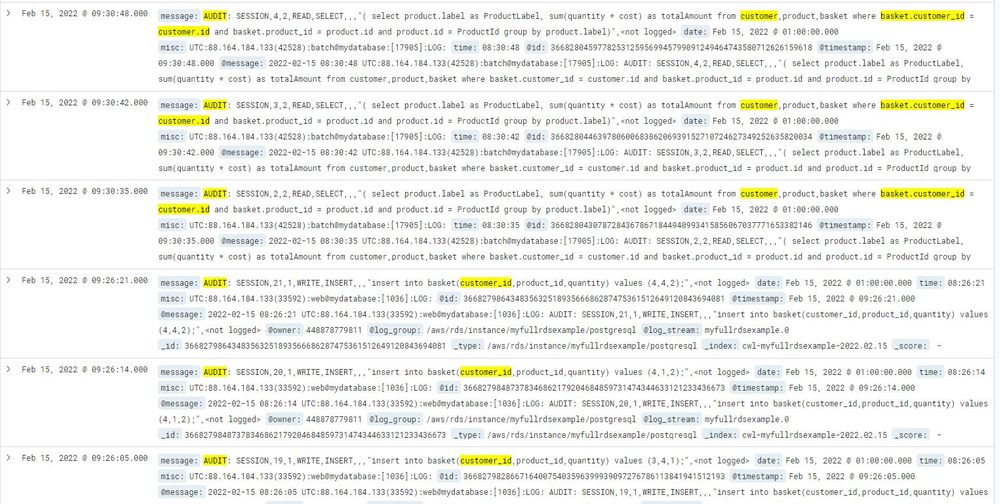 Feb 15, 2022 @ 09:30:48.000 message: AUDIT: SESSION,4,2,READ,SELECT,,,"( select product.label as ProductLabel, sum(quantity * cost) as totalAmount from customer,product,basket where basket.customer_id =
customer.id and basket.product_id = product.id and product.id = ProductId group by product.label)",<not logged> date: Feb 15, 2022 @ 01:00:00.000
misc: UTC:88.164.184.133(42528):batch@mydatabase:[17905]:LOG: time: 08:30:48 @id: @timestamp: Feb 15, 2022 @
09:30:48.000 @message: 2022-02-15 08:30:48 UTC:88.164.184.133(42528):batch@mydatabase:[17905]:LOG: AUDIT: SESSION,4,2,READ,SELECT,,,"( select product.label as ProductLabel,
sum(quantity * cost) as totalAmount from customer,product,basket where basket.customer_id = customer.id and basket.product_id = product.id and product.id = ProductId group by
Feb 15, 2022 @ 09:30:42.000 message: AUDIT: SESSION,3,2,READ,SELECT,,,"( select product.label as ProductLabel, sum(quantity * cost) as totalAmount from customer,product,basket where basket.customer_id =
customer.id and basket.product_id = product.id and product.id = ProductId group by product.label)",<not logged> date: Feb 15, 2022 @ 01:00:00.000
misc: UTC:88.164.184.133(42528):batch@mydatabase:[17905]:LOG: time: 08:30:42 @id: @timestamp: Feb 15, 2022 @
09:30:42.000 @message: 2022-02-15 08:30:42 UTC:88.164.184.133(42528):batch@mydatabase:[17905]:LOG: AUDIT: SESSION,3,2,READ,SELECT,,,"( select product.label as ProductLabel,
sum(quantity * cost) as totalAmount from customer,product,basket where basket.customer_id = customer.id and basket.product_id = product.id and product.id = ProductId group by
Feb 15, 2022 @ 09:30:35.000 message: AUDIT: SESSION,2,2,READ,SELECT,,,"( select product.label as ProductLabel, sum(quantity * cost) as totalAmount from customer,product,basket where basket.customer_id =
customer.id and basket.product_id = product.id and product.id = ProductId group by product.label)",<not logged> date: Feb 15, 2022 @ 01:00:00.000
misc: UTC:88.164.184.133(42528):batch@mydatabase:[17905]:LOG: time: 08:30:35 @id: @timestamp: Feb 15, 2022 @
09:30:35.000 @message: 2022-02-15 08:30:35 UTC:88.164.184.133(42528):batch@mydatabase:[17905]:LOG: AUDIT: SESSION,2,2,READ,SELECT,,,"( select product.label as ProductLabel,
sum(quantity * cost) as totalAmount from customer,product,basket where basket.customer_id = customer.id and basket.product_id = product.id and product.id = ProductId group by
Feb 15, 2022 @ 09:26:21.000 message: AUDIT: SESSION,21,1,WRITE,INSERT,,,"insert into basket(customer_id,product_id,quantity) values (4,4,2);",<not logged> date: Feb 15, 2022 @ 01:00:00.000 time: 08:26:21
misc: UTC:88.164.184.133(33592):web@mydatabase:[1036]:LOG: @id: @timestamp: Feb 15, 2022 @ 09:26:21.000
@message: 2022-02-15 08:26:21 UTC:88.164.184.133(33592):web@mydatabase:[1036]:LOG: AUDIT: SESSION,21,1,WRITE,INSERT,,,"insert into basket(customer_id,product_id,quantity) values
(4,4,2);",<not logged> @owner: 448878779811 @log_group: /aws/rds/instance/myfullrdsexample/postgresql @log_stream: myfullrdsexample.0
_id: _type: /aws/rds/instance/myfullrdsexample/postgresql _index: cwl-myfullrdsexample-2022.02.15 _score: -
Feb 15, 2022 @ 09:26:14.000 message: AUDIT: SESSION,20,1,WRITE,INSERT,,,"insert into basket(customer_id,product_id,quantity) values (4,1,2);",<not logged> date: Feb 15, 2022 @ 01:00:00.000 time: 08:26:14
misc: UTC:88.164.184.133(33592):web@mydatabase:[1036]:LOG: @id: @timestamp: Feb 15, 2022 @ 09:26:14.000
@message: 2022-02-15 08:26:14 UTC:88.164.184.133(33592):web@mydatabase:[1036]:LOG: AUDIT: SESSION,20,1,WRITE,INSERT,,,"insert into basket(customer_id,product_id,quantity) values
(4,1,2);",<not logged> @owner: 448878779811 @log_group: /aws/rds/instance/myfullrdsexample/postgresql @log_stream: myfullrdsexample.0
_id: _type: /aws/rds/instance/myfullrdsexample/postgresql _index: cwl-myfullrdsexample-2022.02.15 _score: -
Feb 15, 2022 @ 09:26:05.000 message: AUDIT: SESSION,19,1,WRITE,INSERT,,,"insert into basket(customer_id,product_id,quantity) values (3,4,1);",<not logged> date: Feb 15, 2022 @ 01:00:00.000 time: 08:26:05
misc: UTC:88.164.184.133(33592):web@mydatabase:[1036]:LOG: @id: @timestamp: Feb 15, 2022 @ 09:26:05.000
@message: 2022-02-15 08:26:05 UTC:88.164.184.133(33592):web@mydatabase:[1036]:LOG: AUDIT: SESSION,19,1,WRITE,INSERT,,,"insert into basket(customer_id,product_id,quantity) values